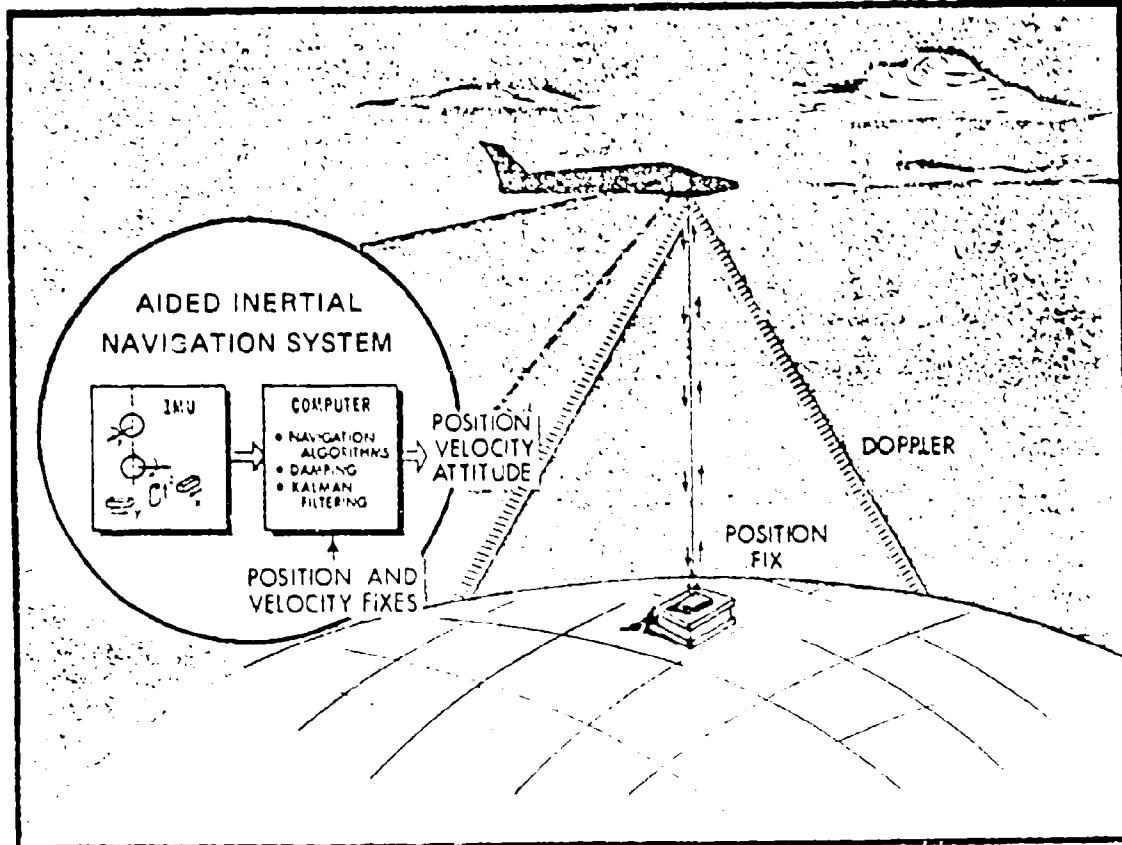 AIDED INERTIAL
NAVIGATION SYSTEM
IMU
COMPUTER
• NAVIGATION
ALGORITHMS
• DAMPING
• KALMAN
FILTERING
POSITION
VELOCITY
ATTITUDE
POSITION AND
VELOCITY FIXES
DOPPLER
POSITION
FIX